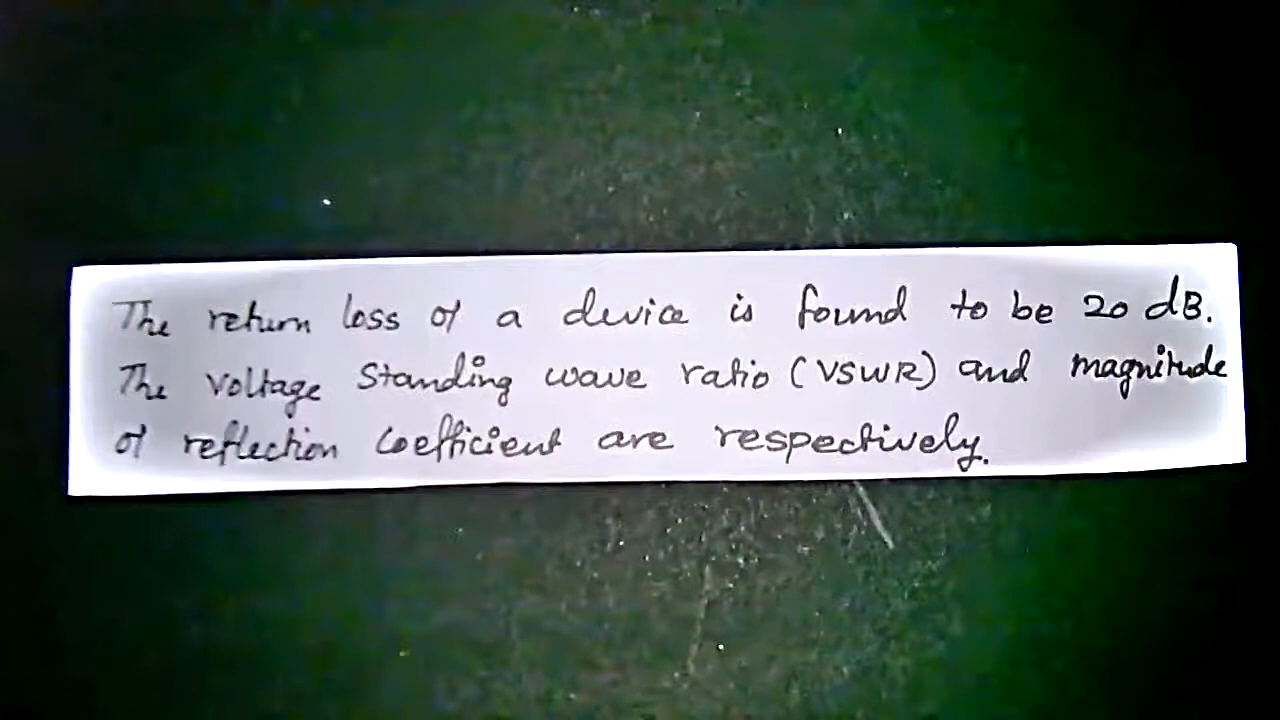 The return loss of a device is found to be 20 dB.
The voltage standing wave ratio (VSWR) and magnitude
of reflection coefficient are respectively.